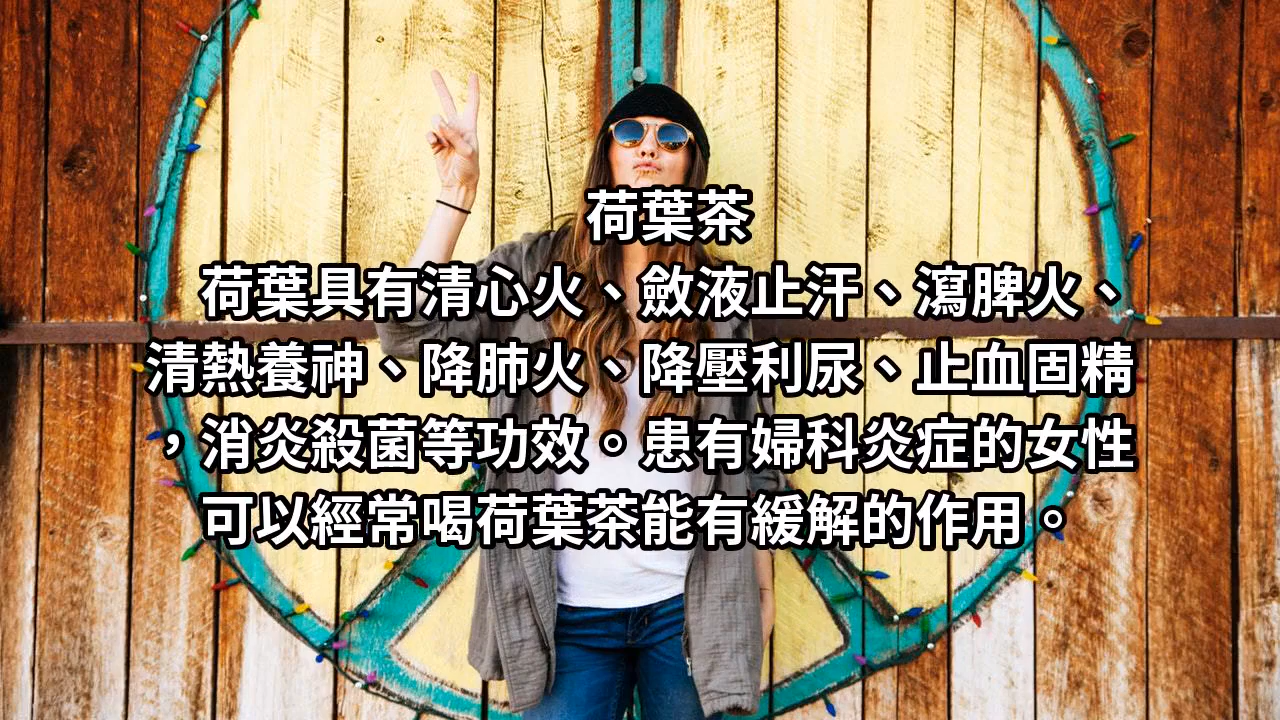 荷葉茶
荷葉具有清心火、斂液止汗、瀉脾火、
清熱養神、降肺火、降壓利尿、止血固精
，消炎殺菌等功效。患有婦科炎症的女性
可以經常喝荷葉茶能有緩解的作用。